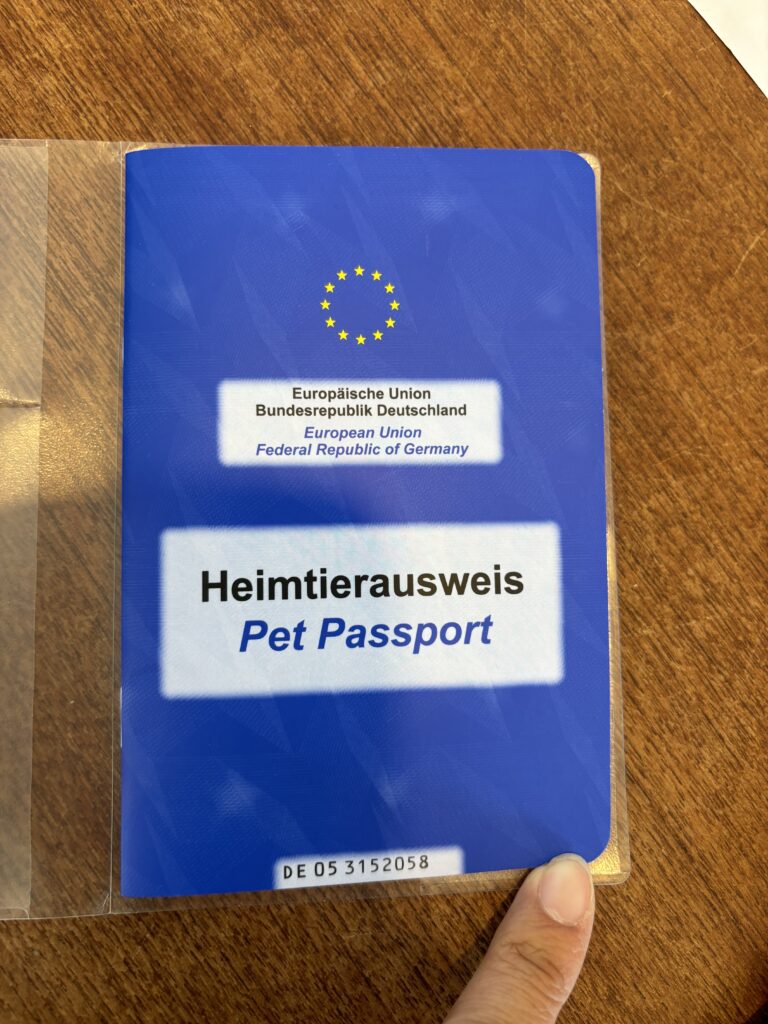 Europäische Union
Bundesrepublik Deutschland
European Union
Federal Republic of Germany
Heimtierausweis
Pet Passport
DE 05 3152058